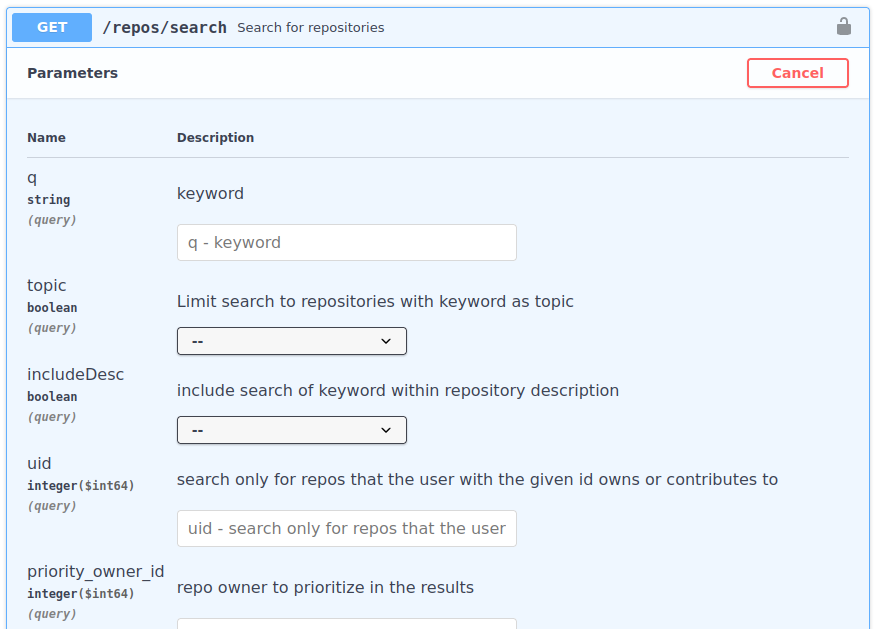 GET /repos/search Search for repositories
Parameters
Cancel
Name Description
q
string
(query)
keyword
q - keyword
topic
boolean
(query)
Limit search to repositories with keyword as topic
--
includeDesc
boolean
(query)
include search of keyword within repository description
--
uid
integer($int64)
(query)
search only for repos that the user with the given id owns or contributes to
uid - search only for repos that the user
priority_owner_id
integer($int64)
(query)
repo owner to prioritize in the results